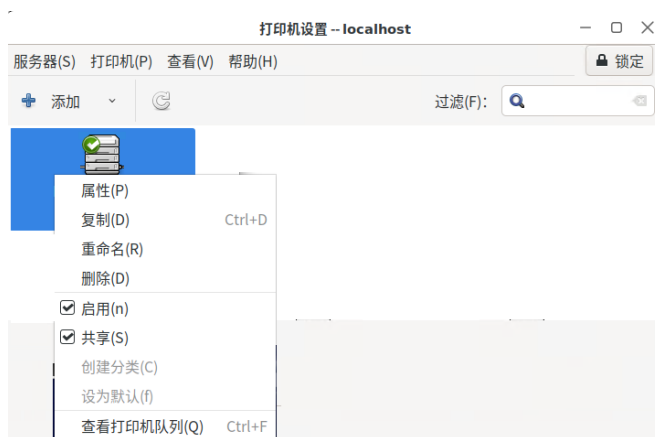 打印机设置 -- localhost
服务器(S) 打印机(P) 查看(V) 帮助(H) 锁定
添加 过滤(F):
属性(P)
复制(D) Ctrl+D
重命名(R)
删除(D)
启用(n)
共享(S)
创建分类(C)
设为默认(f)
查看打印机队列(Q) Ctrl+F